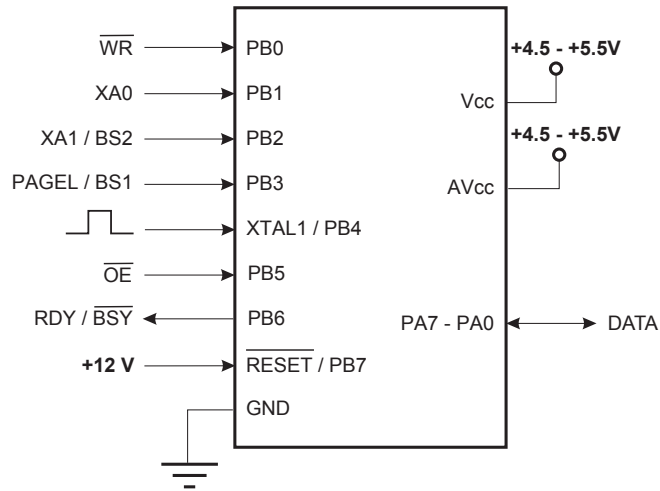 WR PB0
+4.5 - +5.5V
XA0 PB1
Vcc
XA1 / BS2 PB2
+4.5 - +5.5V
PAGEL / BS1 PB3
AVcc
XTAL1 / PB4
OE PB5
RDY / BSY PB6
PA7 - PA0 DATA
+12 V RESET / PB7
GND